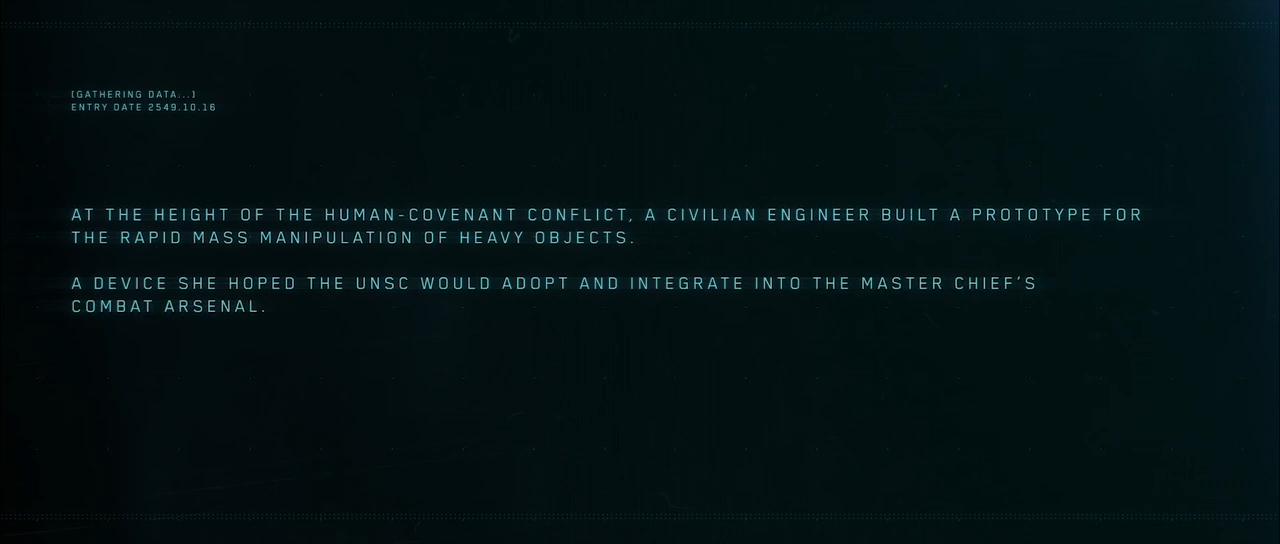 [GATHERING DATA...]
ENTRY DATE 2549.10.16
AT THE HEIGHT OF THE HUMAN-COVENANT CONFLICT, A CIVILIAN ENGINEER BUILT A PROTOTYPE FOR
THE RAPID MASS MANIPULATION OF HEAVY OBJECTS.
A DEVICE SHE HOPED THE UNSC WOULD ADOPT AND INTEGRATE INTO THE MASTER CHIEF'S
COMBAT ARSENAL.